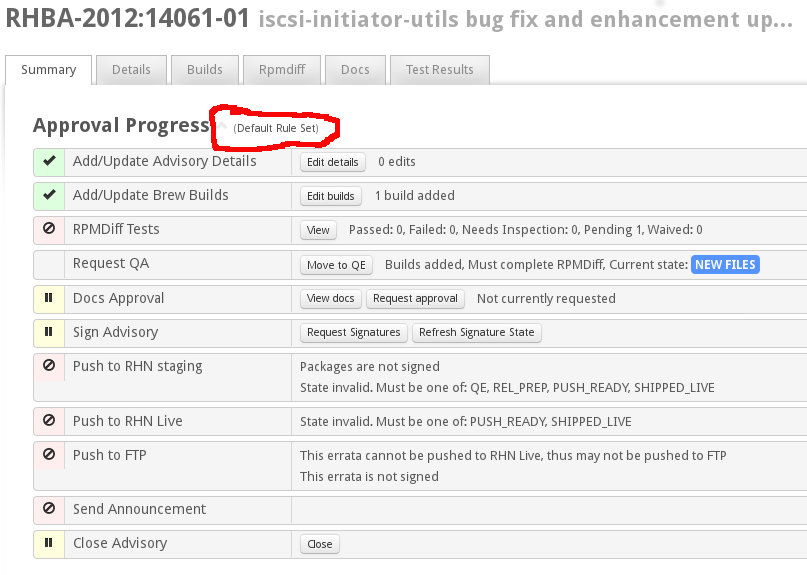 RHBA-2012:14061-01 iscsi-initiator-utils bug fix and enhancement up...
Summary Details Builds Rpmdiff Docs Test Results
Approval Progress (Default Rule Set)
Add/Update Advisory Details Edit details 0 edits
Add/Update Brew Builds Edit builds 1 build added
RPMDiff Tests View Passed: 0, Failed: 0, Needs Inspection: 0, Pending 1, Waived: 0
Request QA Move to QE Builds added, Must complete RPMDiff, Current state: NEW FILES
Docs Approval View docs Request approval Not currently requested
Sign Advisory Request Signatures Refresh Signature State
Push to RHN staging Packages are not signed
State invalid. Must be one of: QE, REL_PREP, PUSH_READY, SHIPPED_LIVE
Push to RHN Live State invalid. Must be one of: PUSH_READY, SHIPPED_LIVE
Push to FTP This errata cannot be pushed to RHN Live, thus may not be pushed to FTP
This errata is not signed
Send Announcement
Close Advisory Close